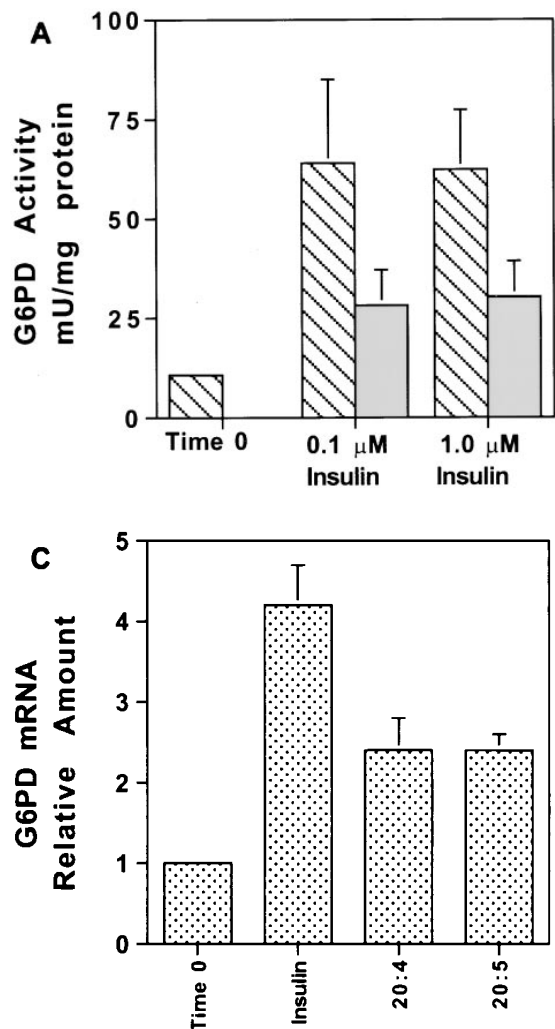 A
G6PD Activity
mU/mg protein
100
75
50
25
0
Time 0
0.1 μM
Insulin
1.0 μM
Insulin
C
G6PD mRNA
Relative Amount
5
4
3
2
1
0
Time 0
Insulin
20:4
20:5